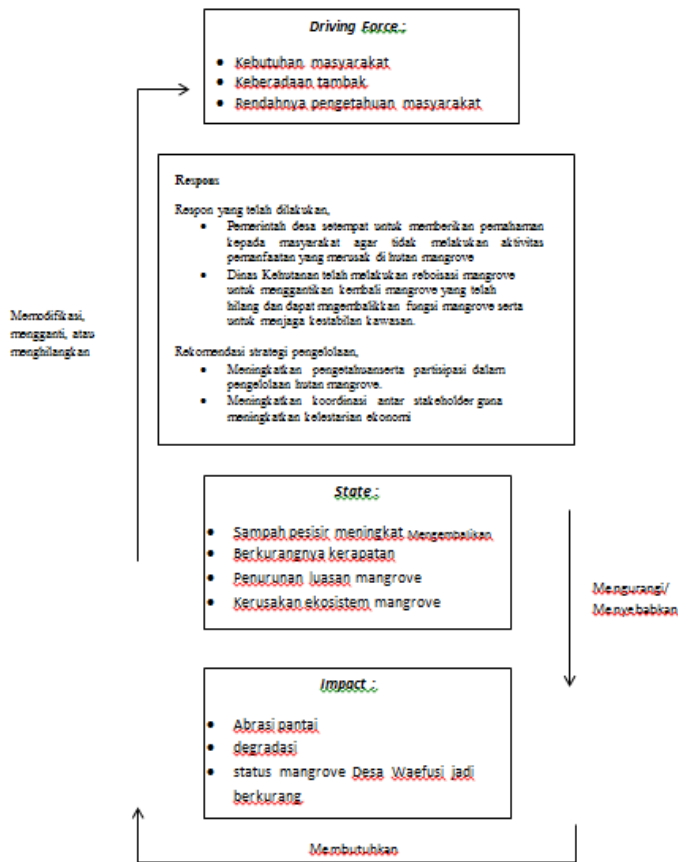 Driving Force :
• Kebutuhan masyarakat
• Keberadaan tambak
• Rendahnya pengetahuan masyarakat
Respons
Respon yang telah dilakukan,
• Pemerintah desa setempat untuk memberikan pemahaman
kepada masyarakat agar tidak melakukan aktivitas
pemanfaatan yang merusak di hutan mangrove
• Dinas Kehutanan telah melakukan reboisasi mangrove
untuk menggantikan kembali mangrove yang telah
hilang dan dapat mngembalikkan fungsi mangrove serta
untuk menjaga kestabilan kawasan.
Rekomendasi strategi pengelolaan,
• Meningkatkan pengetahuanserta partisipasi dalam
pengelolaan hutan mangrove.
• Meningkatkan koordinasi antar stakeholder guna
meningkatkan kelestarian ekonomi
Memodifikasi,
mengganti, atau
menghilangkan
State :
• Sampah pesisir meningkat Mengembalikan
• Berkurangnya kerapatan
• Penurunan luasan mangrove
• Kerusakan ekosistem mangrove
Mengurangi/
Menyebabkan
Impact :
• Abrasi pantai
• degradasi
• status mangrove Desa Waefusi jadi
berkurang,
Membutuhkan